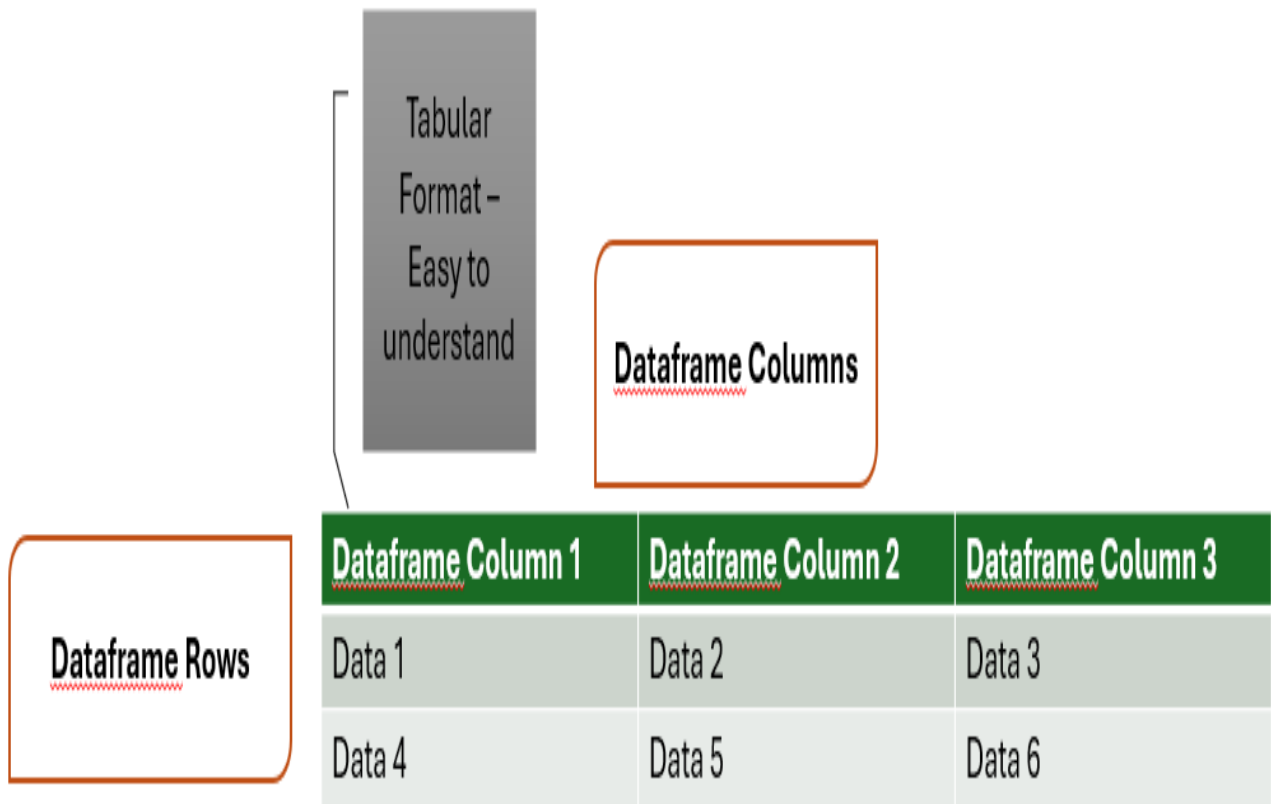 Tabular
Format –
Easy to
understand
Dataframe Columns
Dataframe Column 1 Dataframe Column 2 Dataframe Column 3
Dataframe Rows
Data 1 Data 2 Data 3
Data 4 Data 5 Data 6